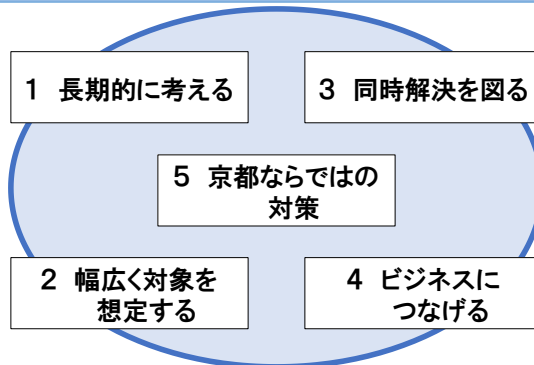 1 長期的に考える
3 同時解決を図る
5 京都ならではの
対策
2 幅広く対象を
想定する
4 ビジネスに
つなげる